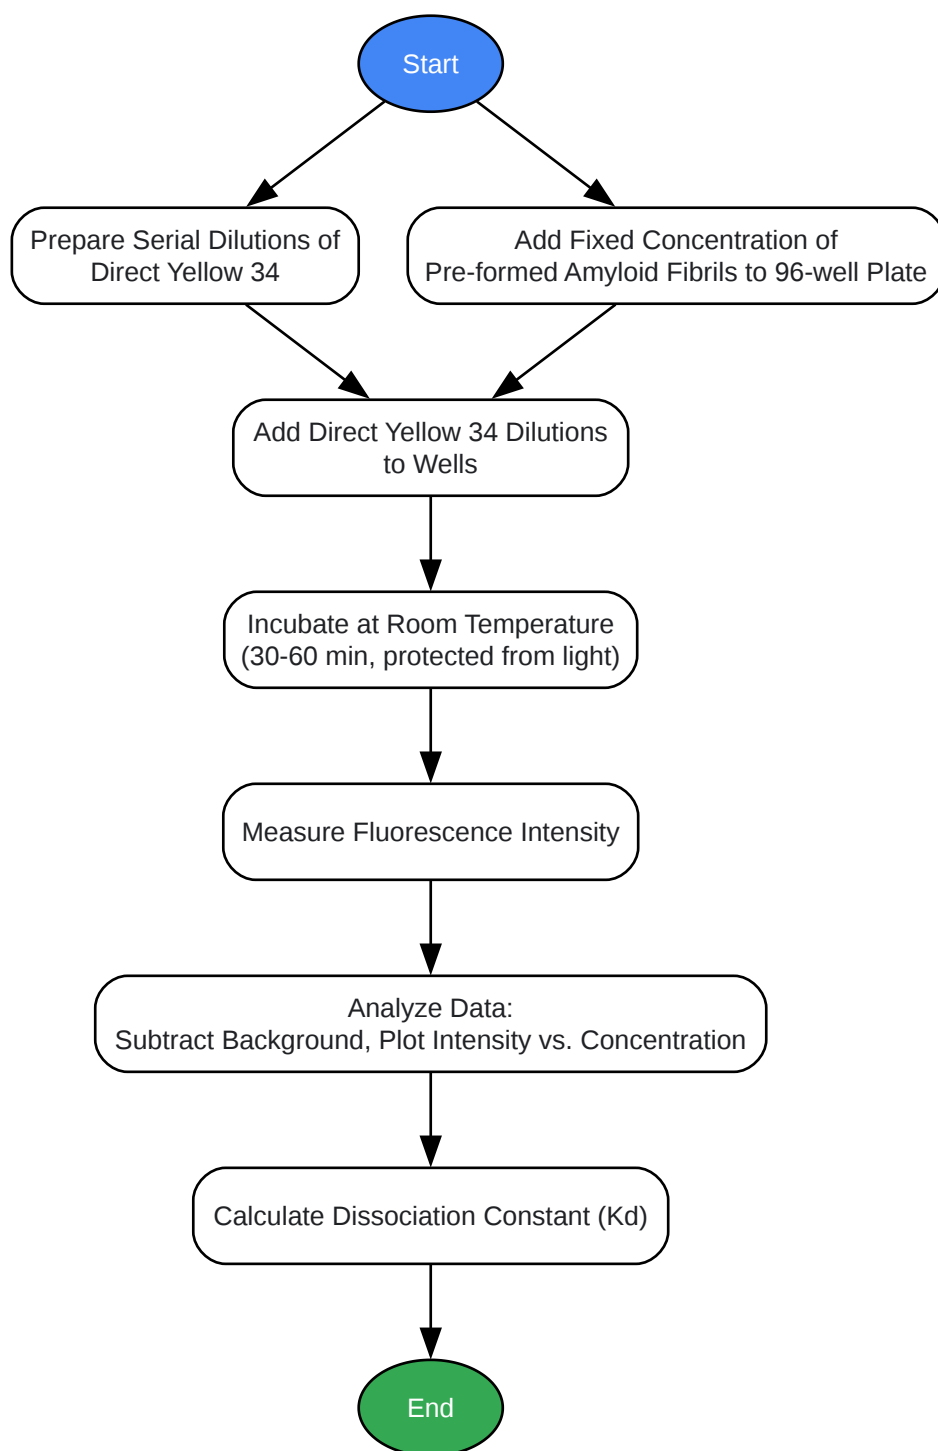 Start
Prepare Serial Dilutions of
Direct Yellow 34
Add Fixed Concentration of
Pre-formed Amyloid Fibrils to 96-well Plate
Add Direct Yellow 34 Dilutions
to Wells
Incubate at Room Temperature
(30-60 min, protected from light)
Measure Fluorescence Intensity
Analyze Data:
Subtract Background, Plot Intensity vs. Concentration
Calculate Dissociation Constant (Kd)
End